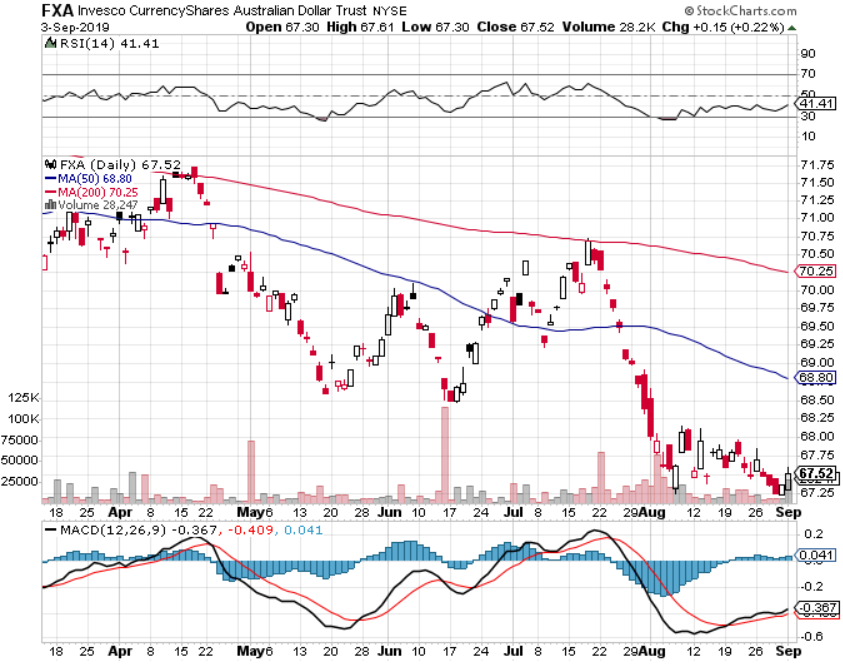 FXA Invesco CurrencyShares Australian Dollar Trust NYSE @StockCharts.com
3-Sep-2019 Open 67.30 High 67.61 Low 67.30 Close 67.52 Volume 28.2K Chg +0.15 (+0.22%)
RSI(14) 41.41
90
70
50
41.41
30
10
FXA (Daily) 67.52
MA(50) 68.80
MA(200) 70.25
Volume 28,247
71.75
71.50
71.25
71.00
70.75
70.50
70.25
70.00
69.75
69.50
69.25
69.00
68.80
68.50
68.25
68.00
67.75
67.52
67.25
125K
100K
75000
50000
25000
18 25 Apr 8 15 22 May 6 13 20 28 Jun 10 17 24 Jul 8 15 22 29 Aug 12 19 26 Sep
MACD(12,26,9) -0.367, -0.409, 0.041
0.2
0.041
-0.2
-0.367
-0.6
18 25 Apr 8 15 22 May 6 13 20 28 Jun 10 17 24 Jul 8 15 22 29 Aug 12 19 26 Sep